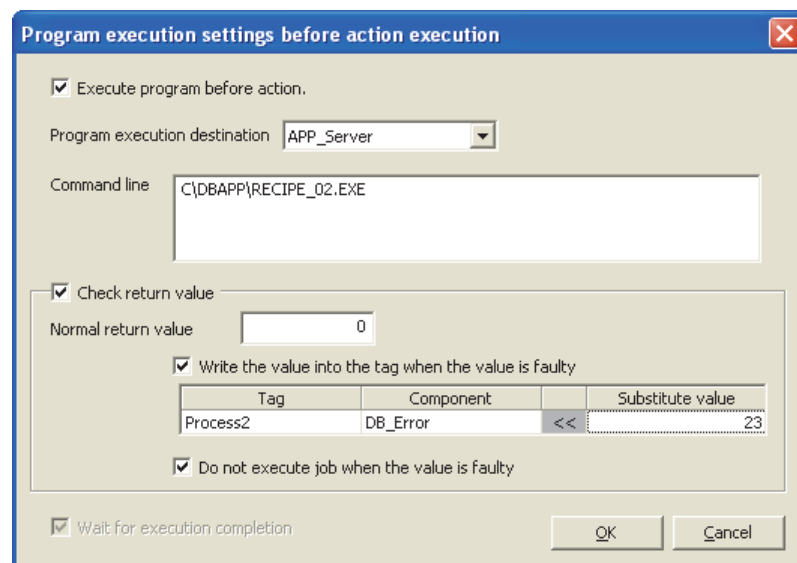 Program execution settings before action execution
Execute program before action.
Program execution destination APP_Server
Command line C\DBAPP\RECIPE_02.EXE
Check return value
Normal return value 0
Write the value into the tag when the value is faulty
Tag Component Substitute value
Process2 DB_Error << 23
Do not execute job when the value is faulty
Wait for execution completion OK Cancel